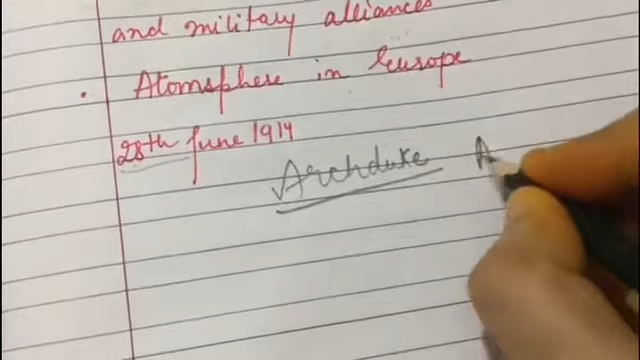 and military alliances
. Atomsphere in Europe
28th June 1914
Archduke A